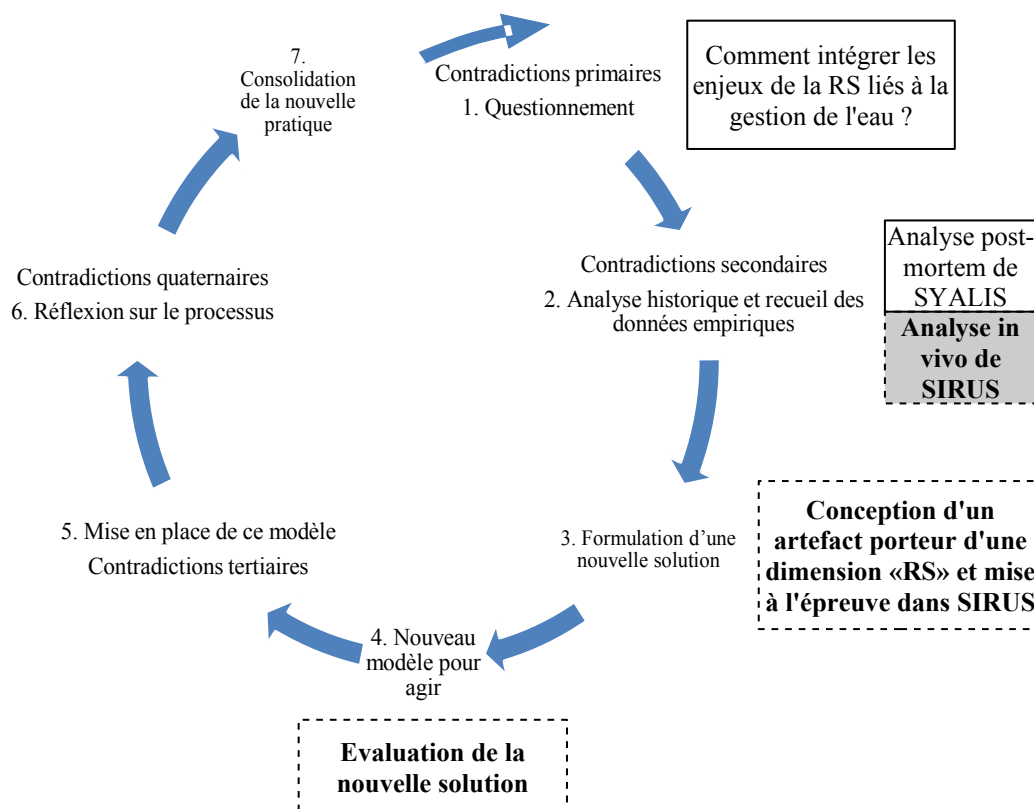 7.
Consolidation
de la nouvelle
pratique
Contradictions primaires
1. Questionnement
Comment intégrer les
enjeux de la RS liés à la
gestion de l'eau ?
Contradictions secondaires
2. Analyse historique et recueil des
données empiriques
Analyse post-
mortem de
SYALIS
Analyse in
vivo de
SIRUS
Contradictions quaternaires
6. Réflexion sur le processus
3. Formulation d’une
nouvelle solution
Conception d'un
artefact porteur d'une
dimension «RS» et mise
à l'épreuve dans SIRUS
5. Mise en place de ce modèle
Contradictions tertiaires
4. Nouveau
modèle pour
agir
Evaluation de la
nouvelle solution